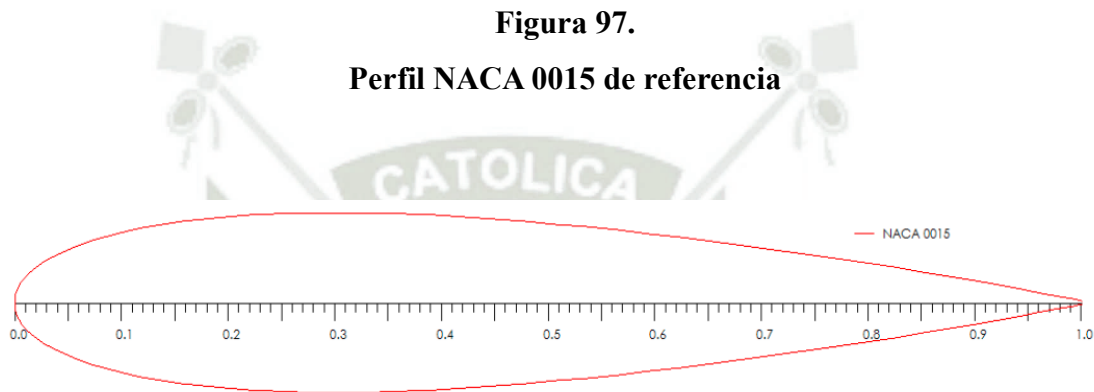 Figura 97.
Perfil NACA 0015 de referencia
CATOLICA
NACA 0015
0.0 0.1 0.2 0.3 0.4 0.5 0.6 0.7 0.8 0.9 1.0